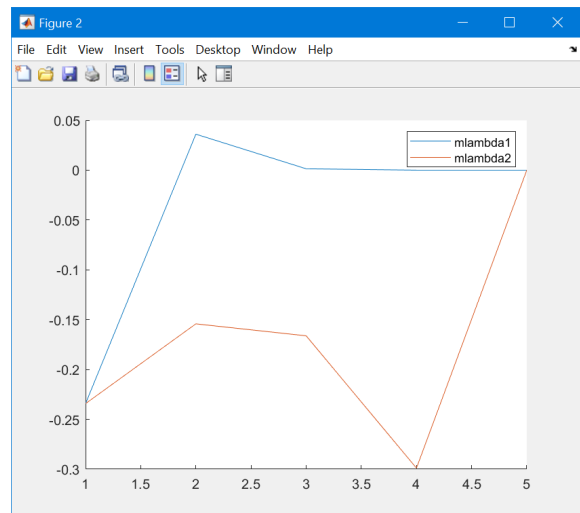 Figure 2
File Edit View Insert Tools Desktop Window Help
0.05
mlambda1
mlambda2
0
-0.05
-0.1
-0.15
-0.2
-0.25
-0.3
1 1.5 2 2.5 3 3.5 4 4.5 5